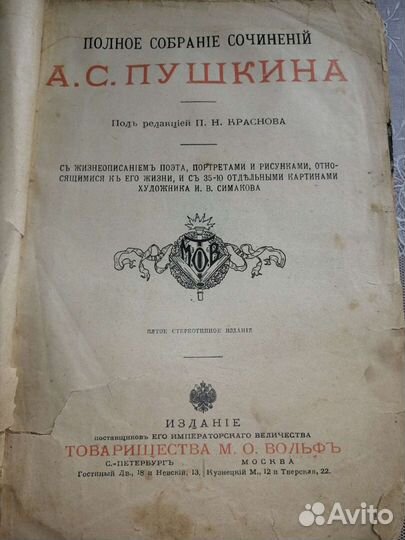 ПОЛНОЕ СОБРАНІЕ СОЧИНЕНІЙ
А. С. ПУШКИНА
Подъ редакціей П. Н. КРАСНОВА
СЪ ЖИЗНЕОПИСАНІЕМЪ ПОЭТА, ПОРТРЕТАМИ И РИСУНКАМИ, ОТНО-
СЯЩИМИСЯ КЪ ЕГО ЖИЗНИ, И СЪ 35-Ю ОТДѢЛЬНЫМИ КАРТИНАМИ
ХУДОЖНИКА И. В. СИМАКОВА
Т
М О В
ПЯТОЕ СТЕРЕОТИПНОЕ ИЗДАНІЕ
ИЗДАНІЕ
ПОСТАВЩИКОВЪ ЕГО ИМПЕРАТОРСКАГО ВЕЛИЧЕСТВА
ТОВАРИЩЕСТВА М. О. ВОЛЬФЪ
С.-ПЕТЕРБУРГЪ МОСКВА
Гостиный Дв., 18 и Невскій, 13. Кузнецкій М., 12 и Тверская, 22.
Avito